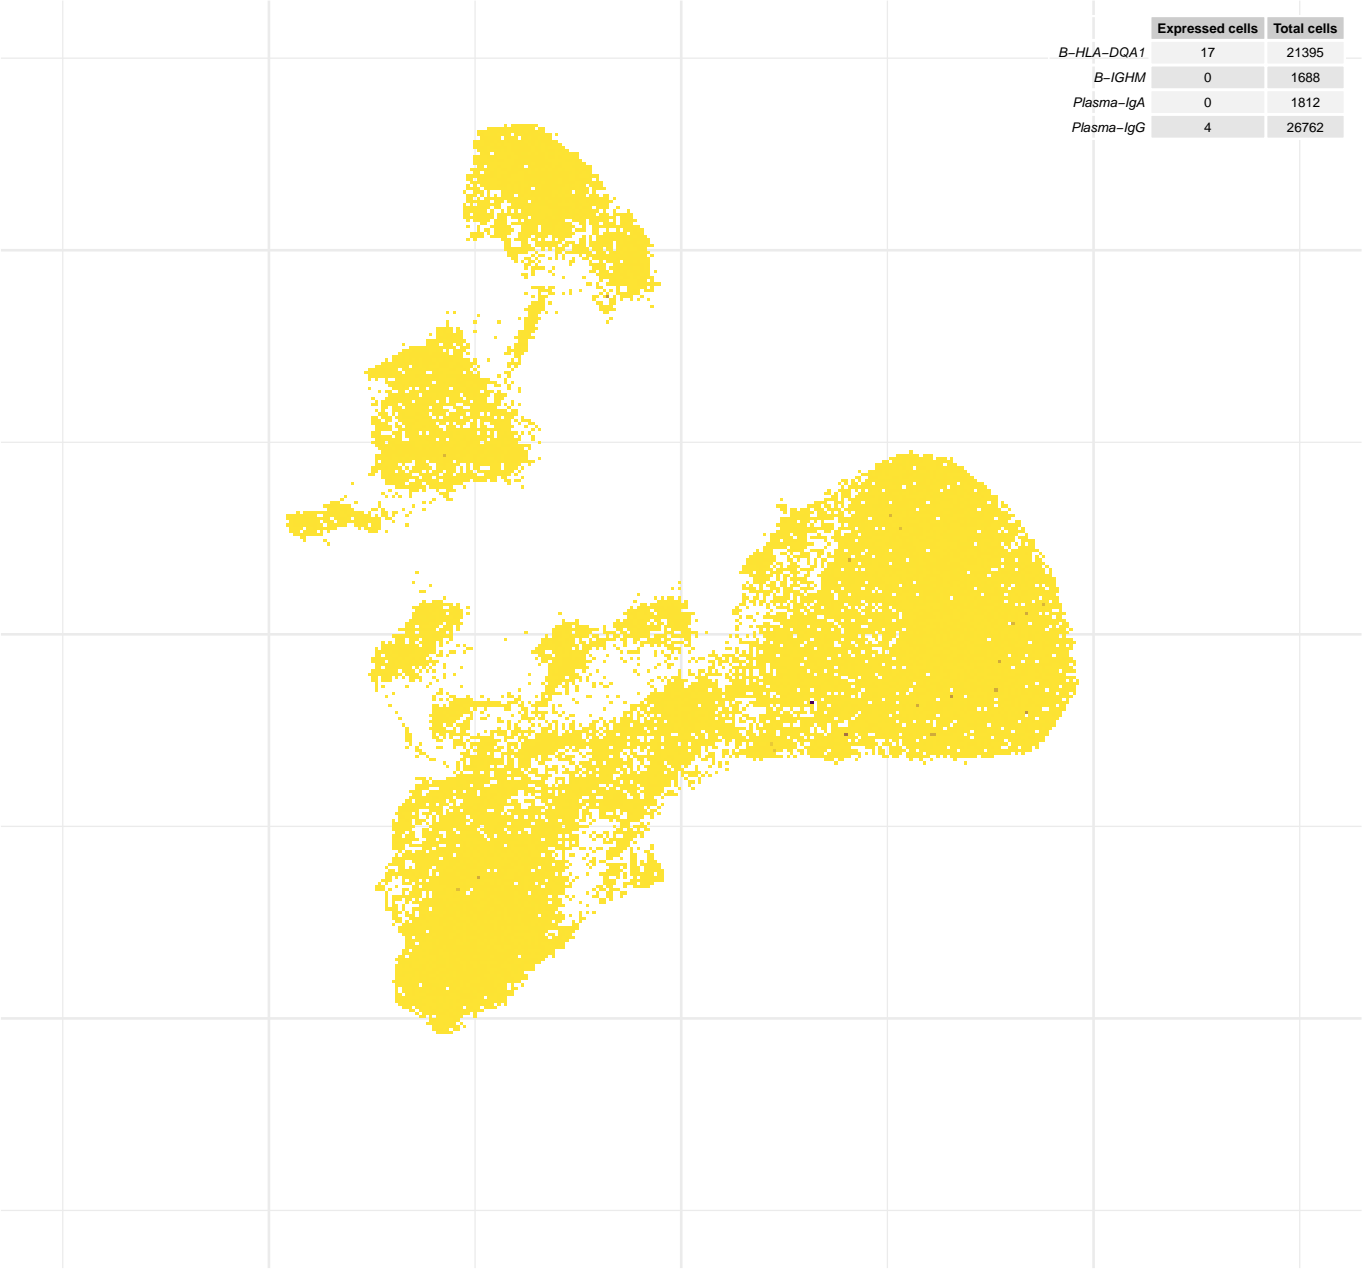 Expressed cells Total cells
B−HLA−DQA1 17 21395
B−IGHM 0 1688
Plasma−IgA 0 1812
Plasma−IgG 4 26762